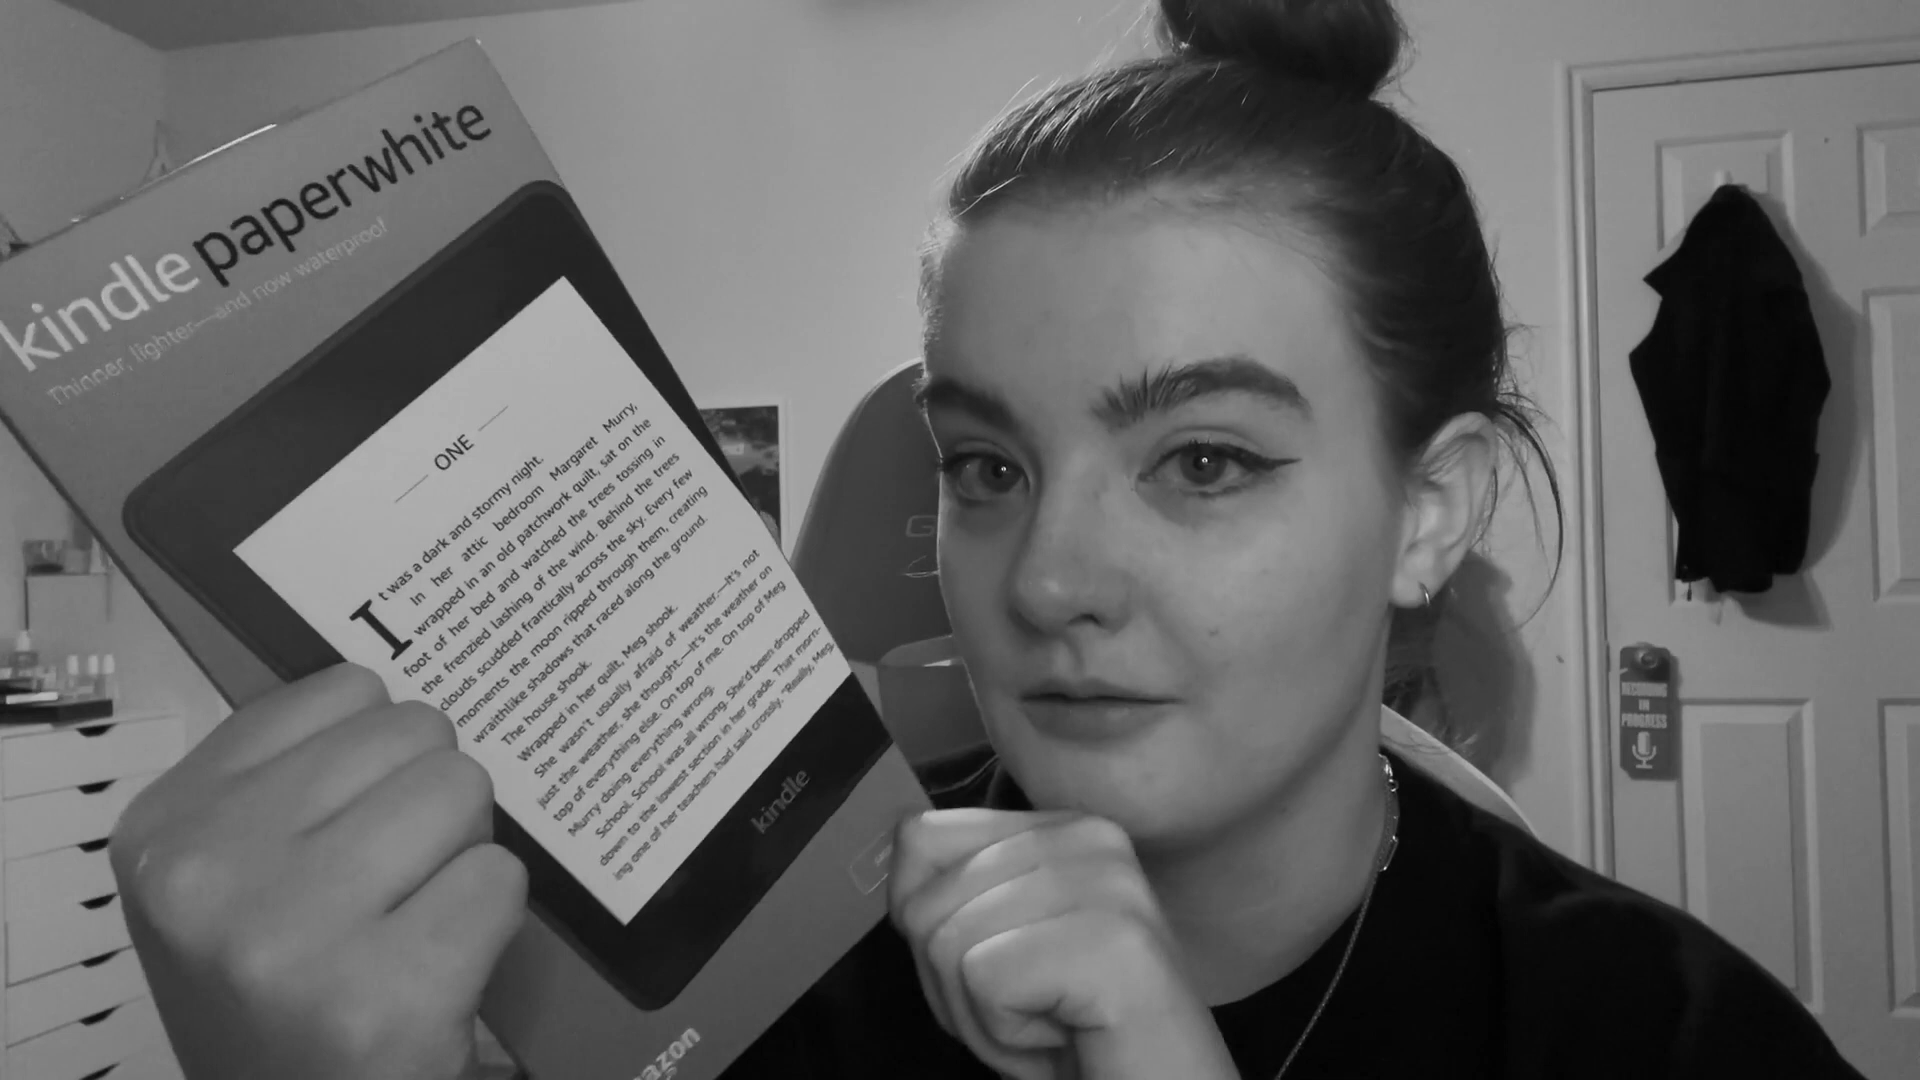 kindle paperwhite
Thinner, lighter—and now waterproof
ONE
It was a dark and stormy night.
In her attic bedroom Margaret Murry,
wrapped in an old patchwork quilt, sat on the
foot of her bed and watched the trees tossing in
the frenzied lashing of the wind. Behind the trees
clouds scudded frantically across the sky. Every few
moments the moon ripped through them, creating
wraithlike shadows that raced along the ground.
The house shook.
Wrapped in her quilt, Meg shook.
She wasn't usually afraid of weather.—It's not
just the weather, she thought.—It's the weather on
top of everything else. On top of me. On top of Meg
Murry doing everything wrong.
School. School was all wrong. She'd been dropped
down to the lowest section in her grade. That morn-
ing one of her teachers had said crossly, "Really, Meg,
kindle
azon
RECORDING
IN
PROGRESS